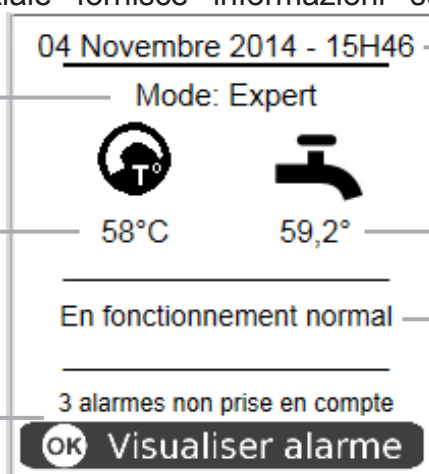 04 Novembre 2014 - 15H46
Mode: Expert
T°
58°C 59,2°
En fonctionnement normal
3 alarmes non prise en compte
OK Visualiser alarme